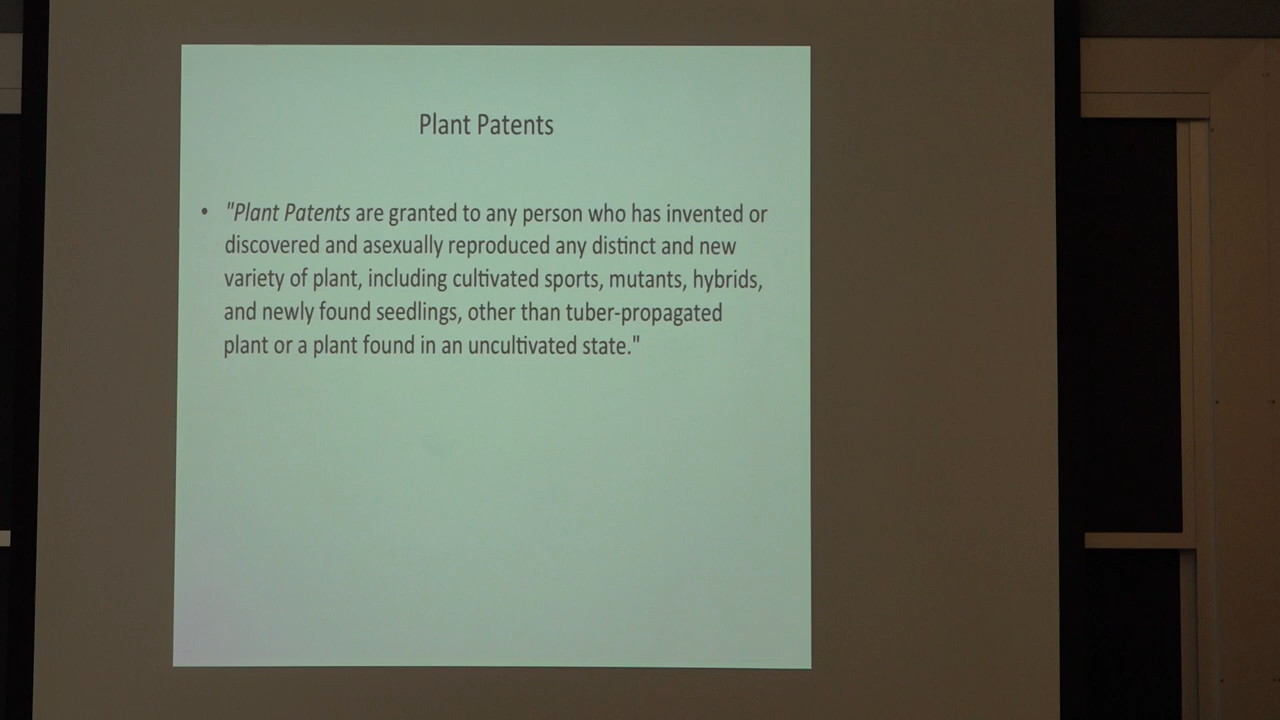 Plant Patents
• "Plant Patents are granted to any person who has invented or
discovered and asexually reproduced any distinct and new
variety of plant, including cultivated sports, mutants, hybrids,
and newly found seedlings, other than tuber-propagated
plant or a plant found in an uncultivated state."